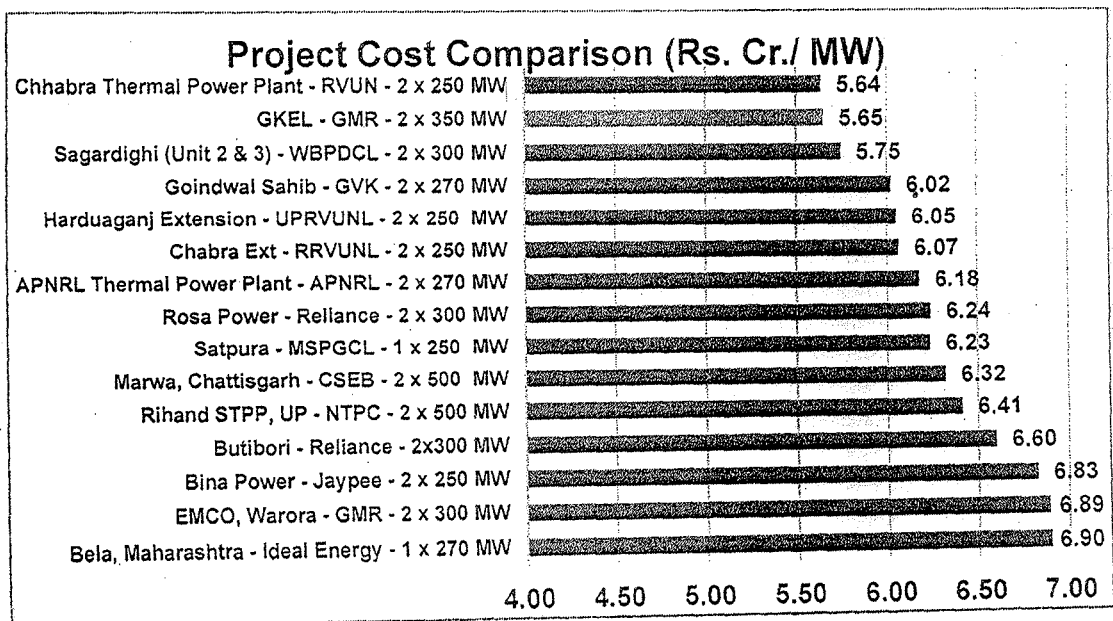 Project Cost Comparison (Rs. Cr./ MW)
Chhabra Thermal Power Plant - RVUN - 2 x 250 MW 5.64
GKEL - GMR - 2 x 350 MW 5.65
Sagardighi (Unit 2 & 3) - WBPDCL - 2 x 300 MW 5.75
Goindwal Sahib - GVK - 2 x 270 MW 6.02
Harduaganj Extension - UPRVUNL - 2 x 250 MW 6.05
Chabra Ext - RRVUNL - 2 x 250 MW 6.07
APNRL Thermal Power Plant - APNRL - 2 x 270 MW 6.18
Rosa Power - Reliance - 2 x 300 MW 6.24
Satpura - MSPGCL - 1 x 250 MW 6.23
Marwa, Chattisgarh - CSEB - 2 x 500 MW 6.32
Rihand STPP, UP - NTPC - 2 x 500 MW 6.41
Butibori - Reliance - 2x300 MW 6.60
Bina Power - Jaypee - 2 x 250 MW 6.83
EMCO, Warora - GMR - 2 x 300 MW 6.89
Bela, Maharashtra - Ideal Energy - 1 x 270 MW 6.90
4.00 4.50 5.00 5.50 6.00 6.50 7.00